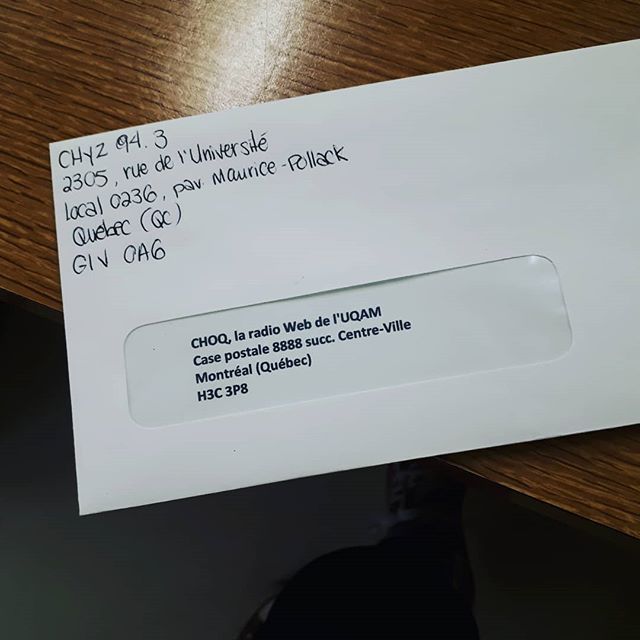 CHYZ 94.3
2305, rue de l'Université
local 0236, pav. Maurice-Pollack
Québec (QC)
G1V 0A6
CHOQ, la radio Web de l'UQAM
Case postale 8888 succ. Centre-Ville
Montréal (Québec)
H3C 3P8